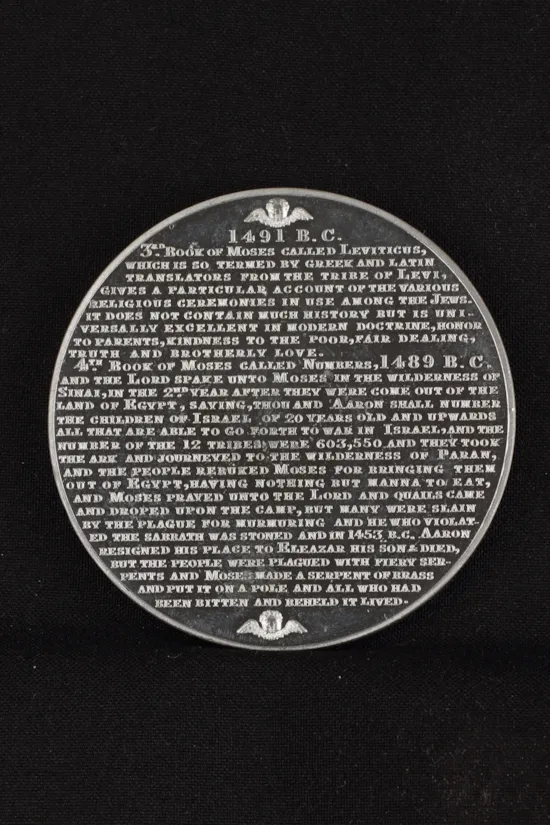 1491 B.C.
3RD BOOK OF MOSES CALLED LEVITICUS,
WHICH IS SO TERMED BY GREEK AND LATIN
TRANSLATORS FROM THE TRIBE OF LEVI,
GIVES A PARTICULAR ACCOUNT OF THE VARIOUS
RELIGIOUS CEREMONIES IN USE AMONG THE JEWS.
IT DOES NOT CONTAIN MUCH HISTORY BUT IS UNI-
VERSALLY EXCELLENT IN MODERN DOCTRINE, HONOR
TO PARENTS, KINDNESS TO THE POOR, FAIR DEALING,
TRUTH AND BROTHERLY LOVE.
4TH BOOK OF MOSES CALLED NUMBERS, 1489 B.C.
AND THE LORD SPAKE UNTO MOSES IN THE WILDERNESS OF
SINAI, IN THE 2ND YEAR AFTER THEY WERE COME OUT OF THE
LAND OF EGYPT, SAYING, THOU AND AARON SHALL NUMBER
THE CHILDREN OF ISRAEL OF 20 YEARS OLD AND UPWARDS
ALL THAT ARE ABLE TO GO FORTH TO WAR IN ISRAEL, AND THE
NUMBER OF THE 12 TRIBES WERE 603,550 AND THEY TOOK
THE ARK AND JOURNEYED TO THE WILDERNESS OF PARAN,
AND THE PEOPLE REBUKED MOSES FOR BRINGING THEM
OUT OF EGYPT, HAVING NOTHING BUT MANNA TO EAT,
AND MOSES PRAYED UNTO THE LORD AND QUAILS CAME
AND DROPED UPON THE CAMP, BUT MANY WERE SLAIN
BY THE PLAGUE FOR MURMURING AND HE WHO VIOLAT-
ED THE SABBATH WAS STONED AND IN 1453 B.C. AARON
RESIGNED HIS PLACE TO ELEAZAR HIS SON & DIED,
BUT THE PEOPLE WERE PLAGUED WITH FIERY SER-
PENTS AND MOSES MADE A SERPENT OF BRASS
AND PUT IT ON A POLE AND ALL WHO HAD
BEEN BITTEN AND BEHELD IT LIVED.